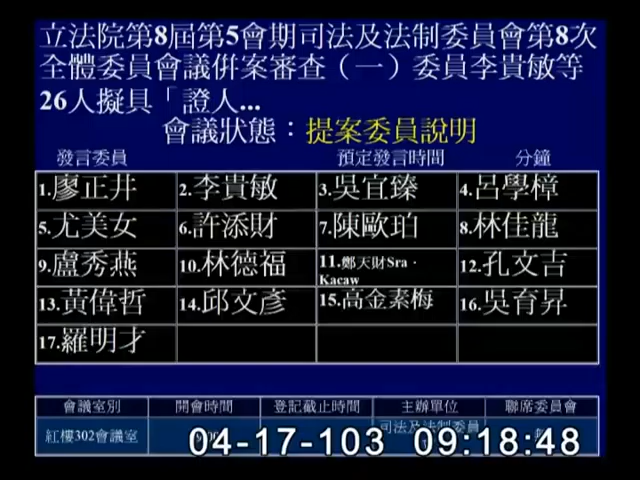 立法院第8屆第5會期司法及法制委員會第8次
全體委員會議併案審查（一）委員李貴敏等
26人擬具「證人...
會議狀態：提案委員說明
發言委員 預定發言時間 分鐘
1.廖正井 2.李貴敏 3.吳宜臻 4.呂學樟
5.尤美女 6.許添財 7.陳歐珀 8.林佳龍
9.盧秀燕 10.林德福 11.鄭天財Sra．Kacaw 12.孔文吉
13.黃偉哲 14.邱文彥 15.高金素梅 16.吳育昇
17.羅明才
會議室別 開會時間 登記截止時間 主辦單位 聯席委員會
紅樓302會議室 司法及法制委員
04-17-103 09:18:48